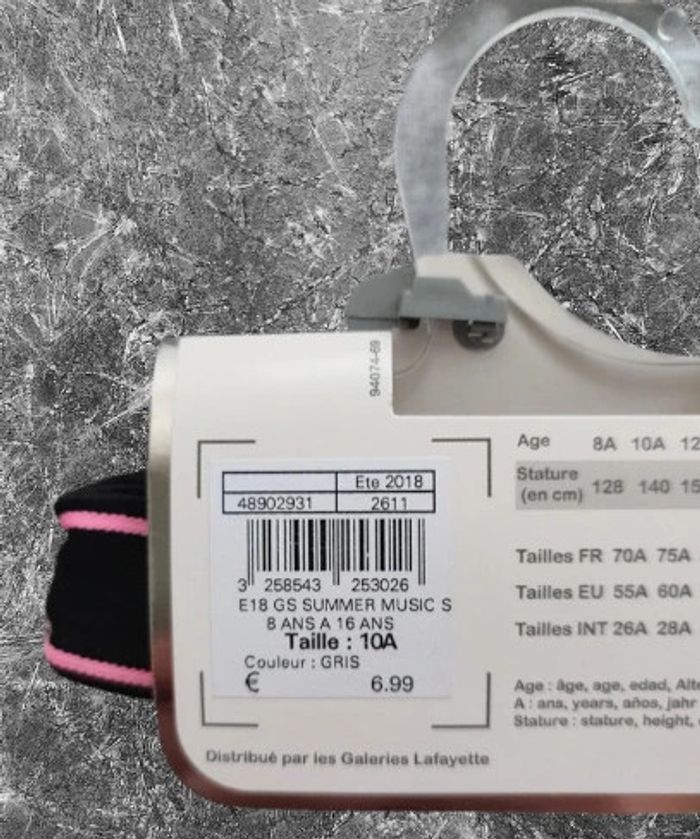 94074-69
Ete 2018
48902931 2611
3 258543 253026
E18 GS SUMMER MUSIC S
8 ANS A 16 ANS
Taille : 10A
Couleur : GRIS
€ 6.99
Distribué par les Galeries Lafayette
Age 8A 10A 12
Stature
(en cm) 128 140 15
Tailles FR 70A 75A
Tailles EU 55A 60A
Tailles INT 26A 28A
Age : âge, age, edad, Alte
A : ans, years, años, jahr
Stature : stature, height,